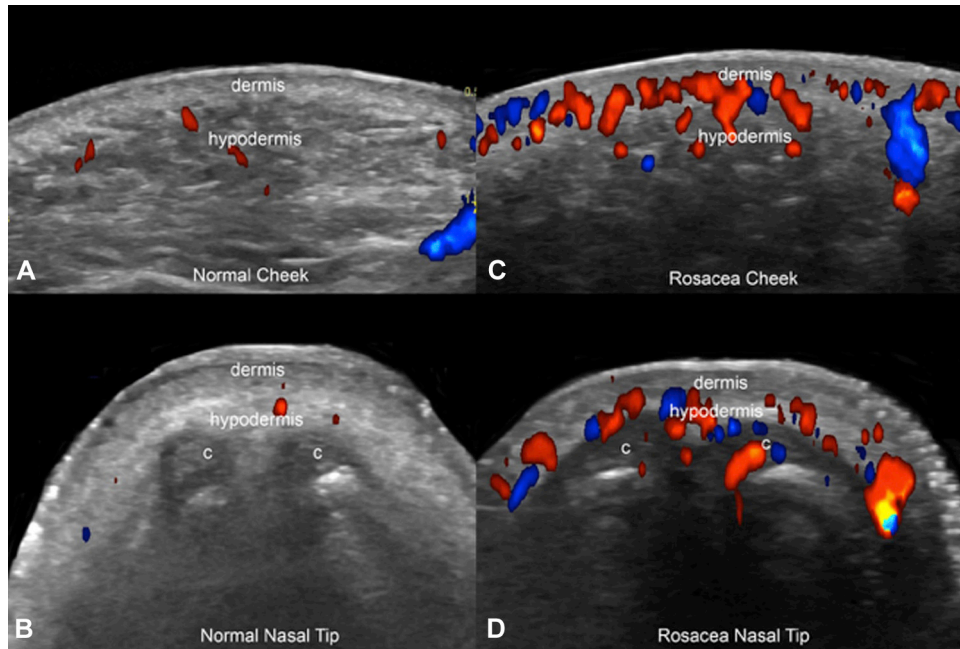 dermis
hypodermis
A
Normal Cheek
dermis
hypodermis
C
Rosacea Cheek
dermis
hypodermis
c c
B
Normal Nasal Tip
dermis
hypodermis
c c
D
Rosacea Nasal Tip